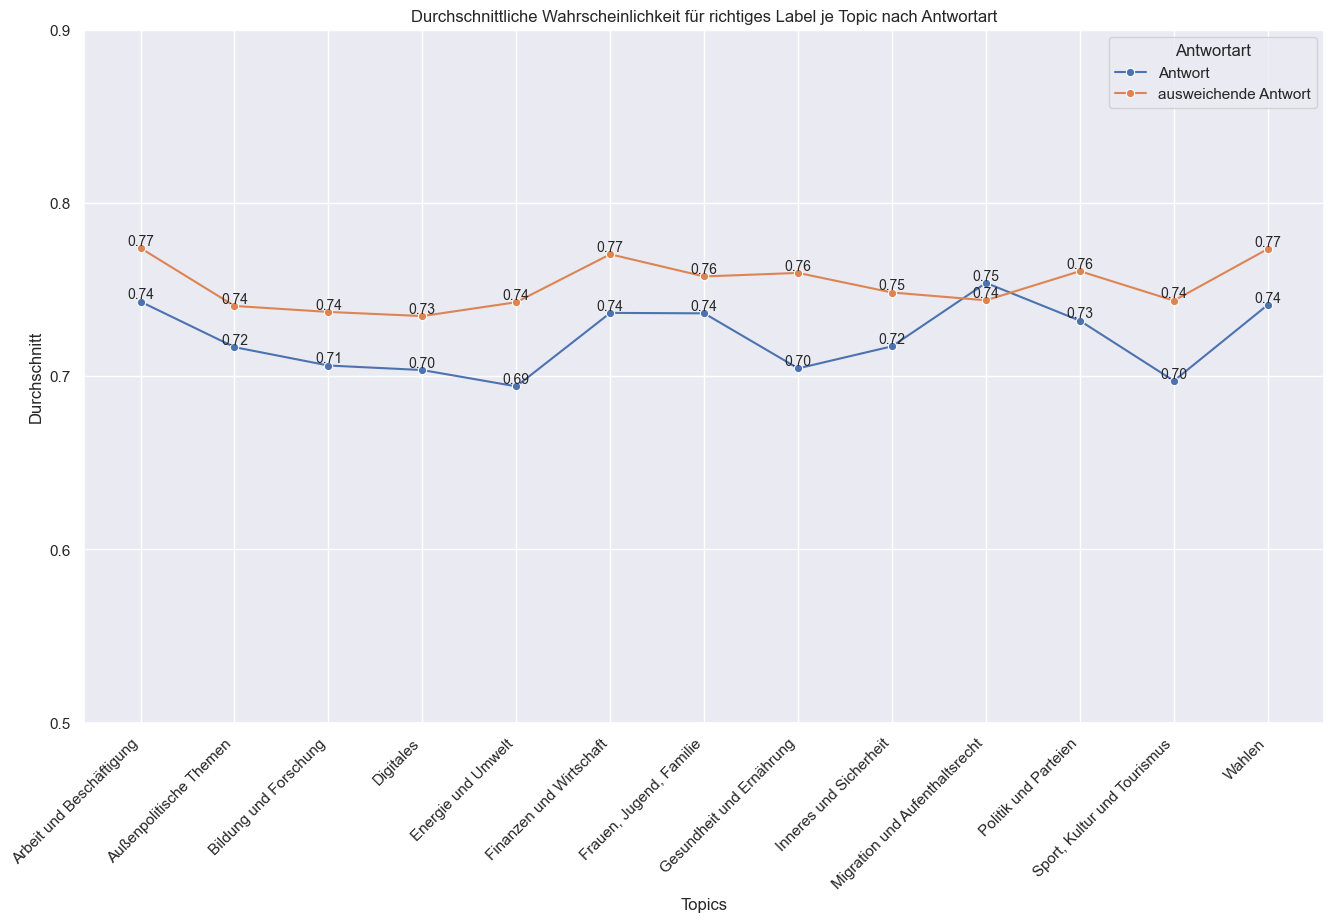 Durchschnittliche Wahrscheinlichkeit für richtiges Label je Topic nach Antwortart
Antwortart
Antwort
ausweichende Antwort
Durchschnitt
0.9
0.8
0.7
0.6
0.5
0.77
0.74
0.74
0.73
0.74
0.77
0.76
0.76
0.75
0.74
0.76
0.74
0.77
0.74
0.72
0.71
0.70
0.69
0.74
0.74
0.70
0.72
0.75
0.73
0.70
0.74
Arbeit und Beschäftigung
Außenpolitische Themen
Bildung und Forschung
Digitales
Energie und Umwelt
Finanzen und Wirtschaft
Frauen, Jugend, Familie
Gesundheit und Ernährung
Inneres und Sicherheit
Migration und Aufenthaltsrecht
Politik und Parteien
Sport, Kultur und Tourismus
Wahlen
Topics